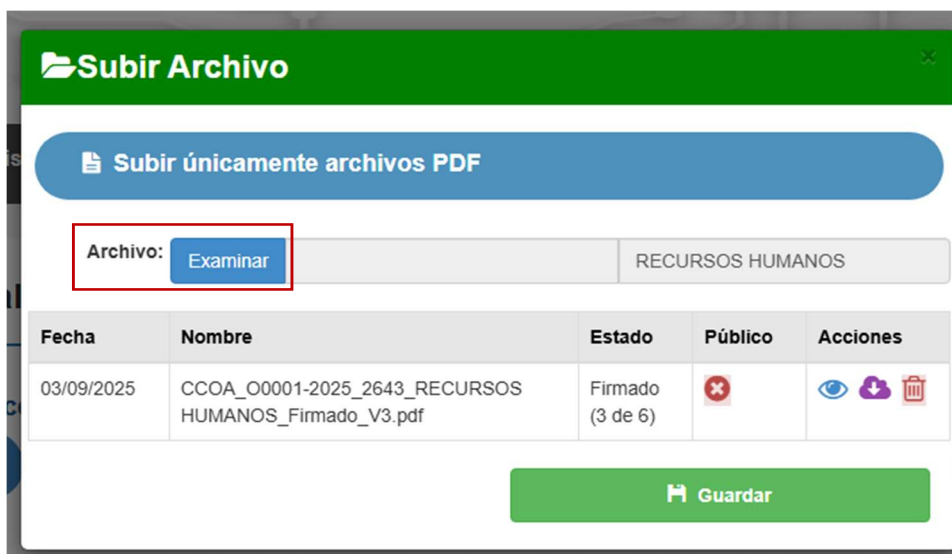 Subir Archivo
Subir únicamente archivos PDF
Archivo: Examinar RECURSOS HUMANOS
Fecha Nombre Estado Público Acciones
03/09/2025 CCOA_O0001-2025_2643_RECURSOS Firmado
HUMANOS_Firmado_V3.pdf (3 de 6)
Guardar